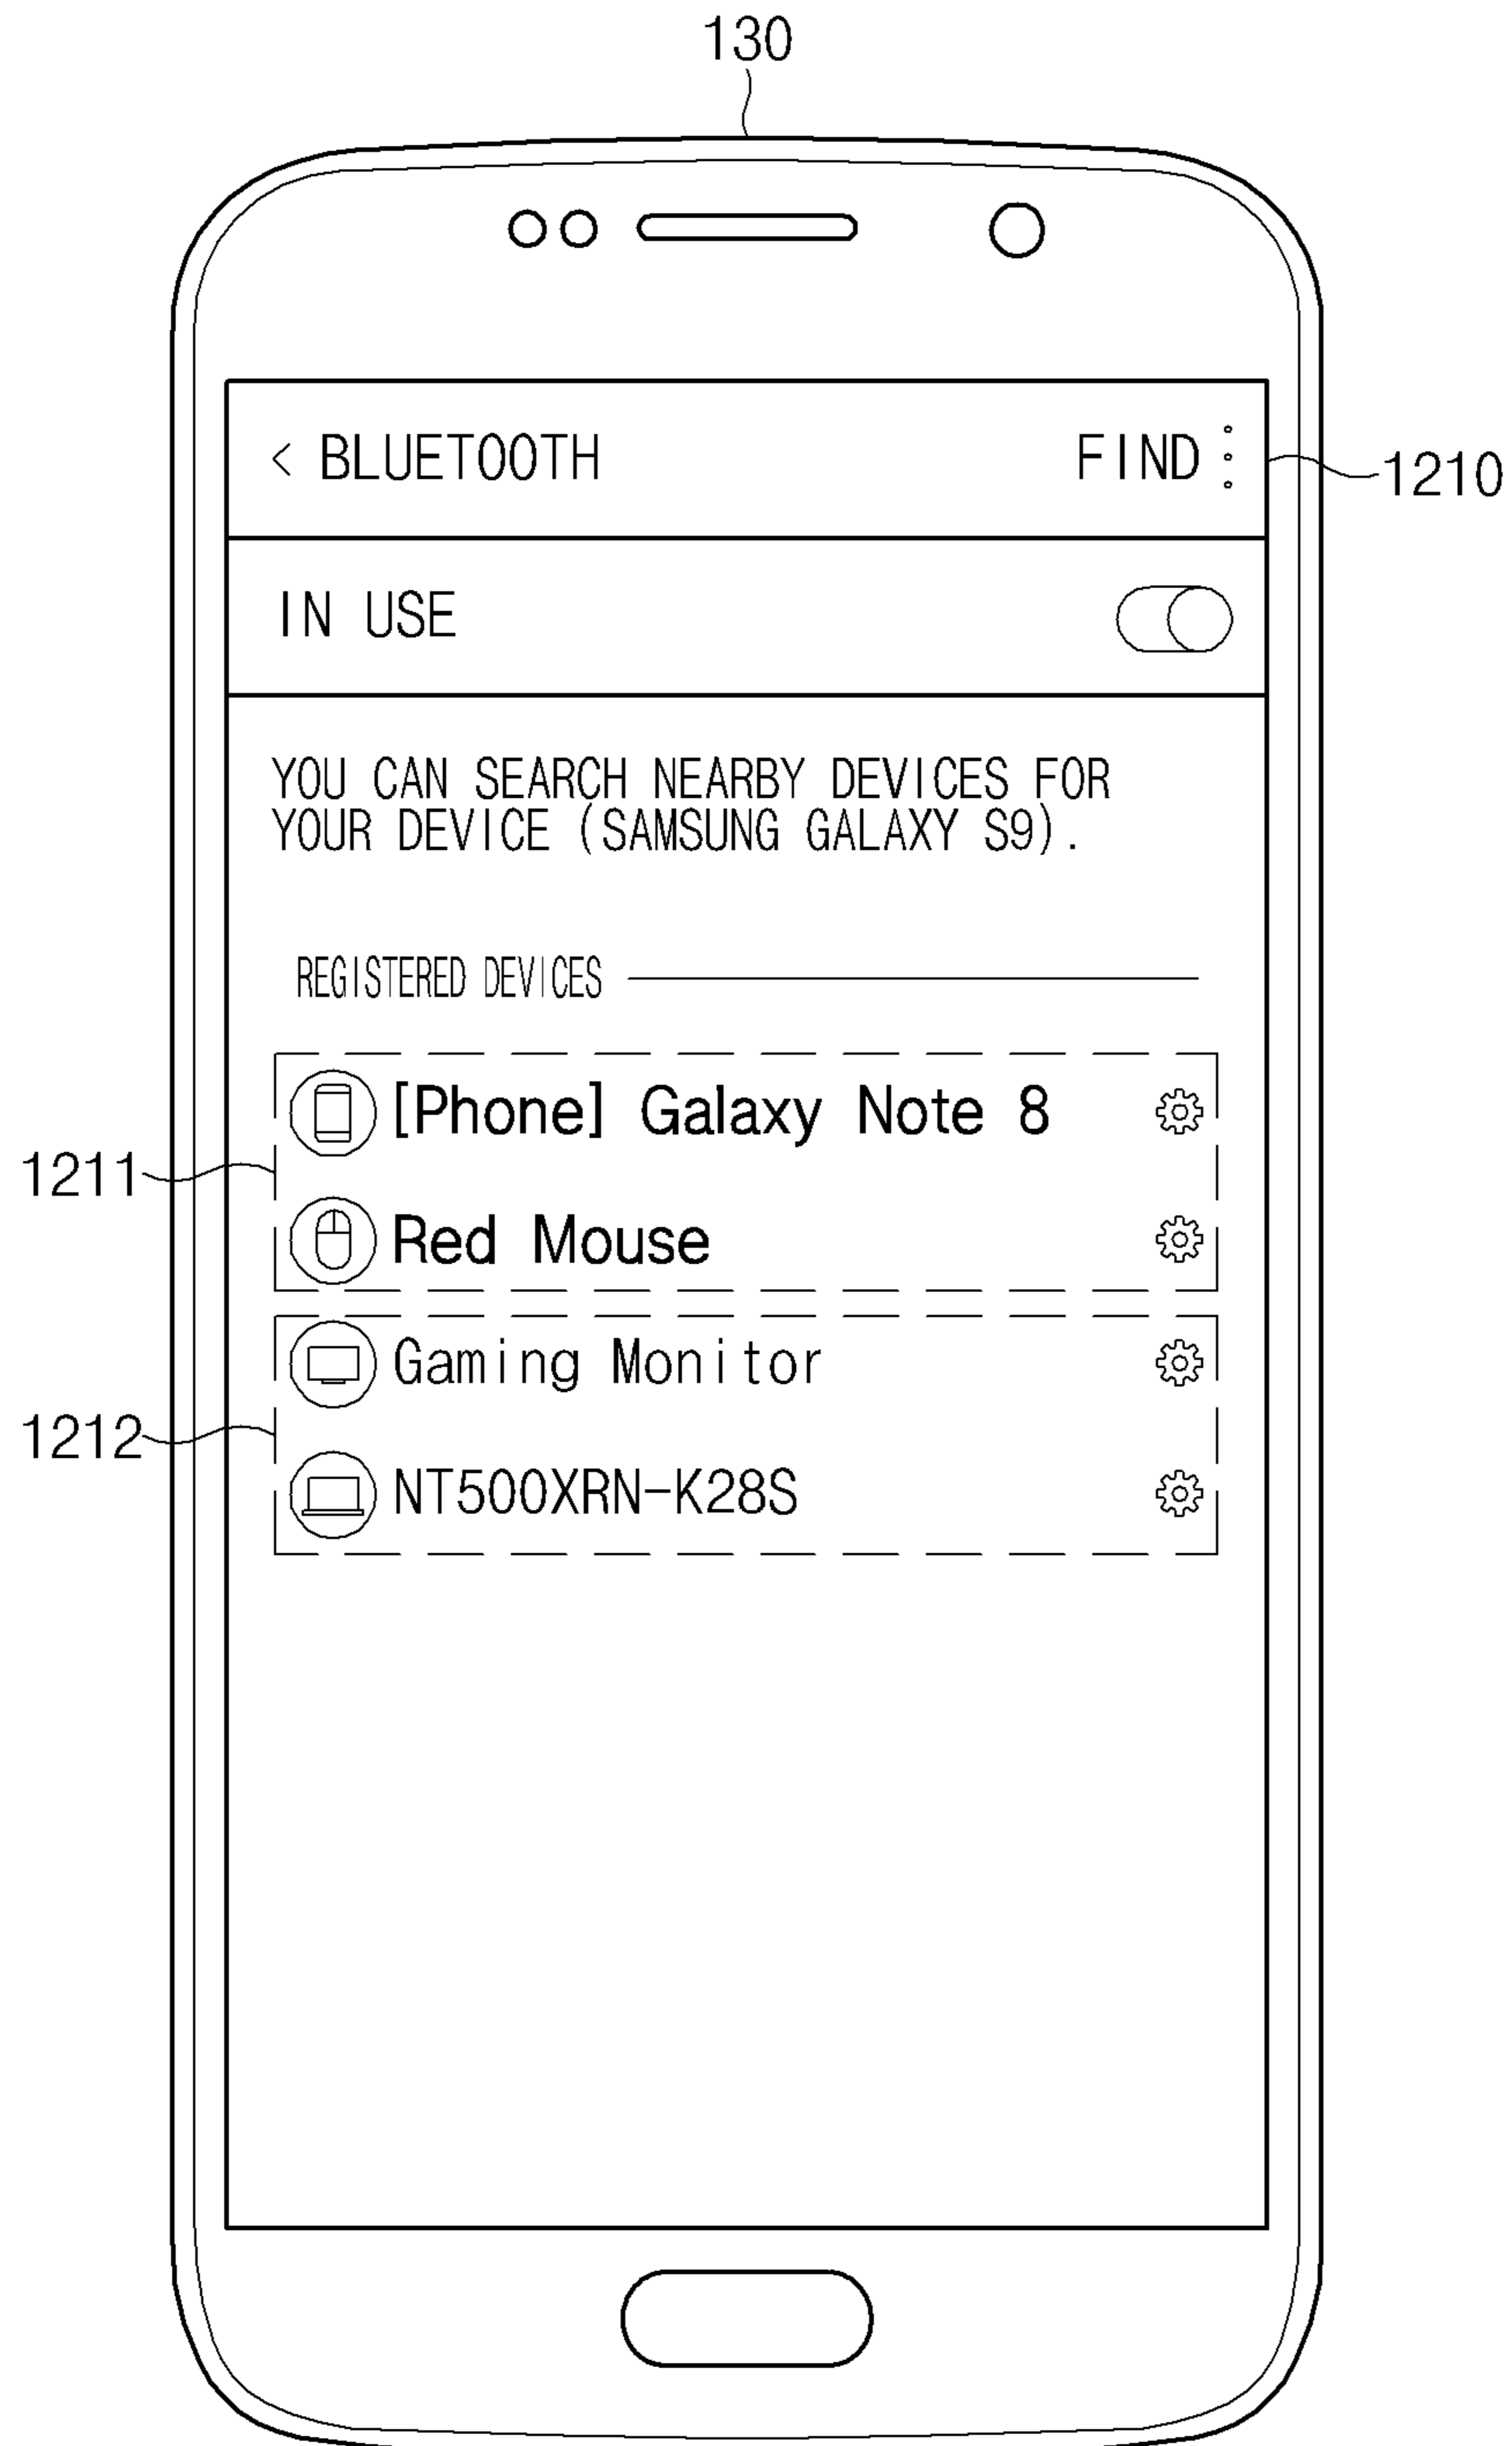 130
< BLUETOOTH FIND
1210
IN USE
YOU CAN SEARCH NEARBY DEVICES FOR
YOUR DEVICE (SAMSUNG GALAXY S9).
REGISTERED DEVICES
[Phone] Galaxy Note 8
1211
Red Mouse
Gaming Monitor
1212
NT500XRN-K28S